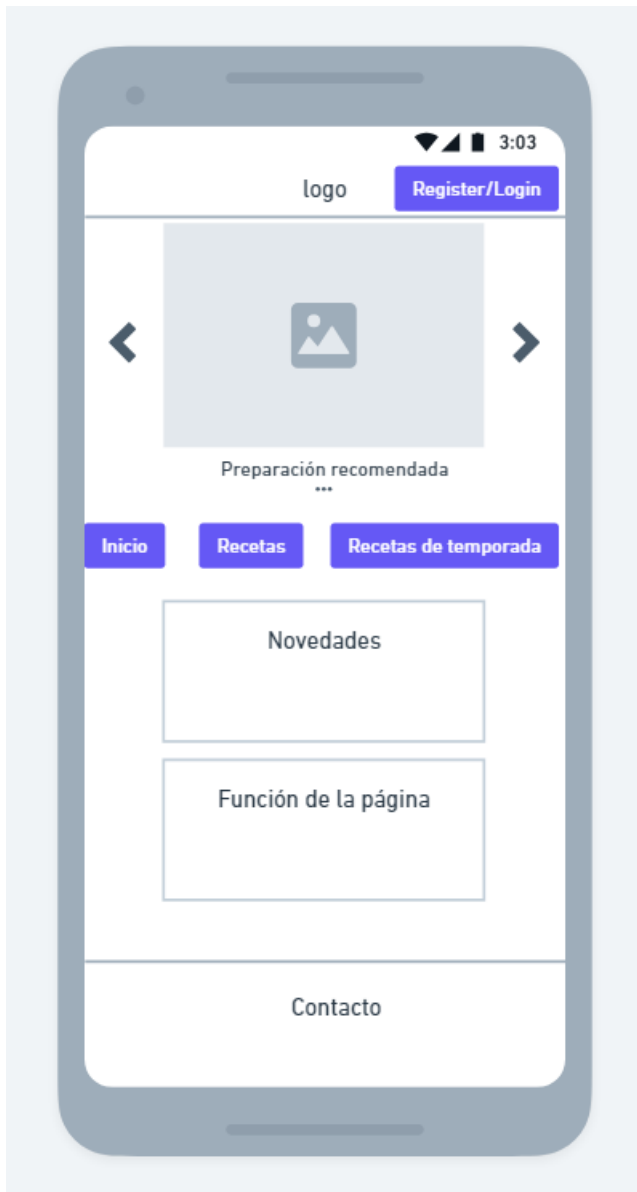 3:03
logo
Register/Login
Preparación recomendada
...
Inicio
Recetas
Recetas de temporada
Novedades
Función de la página
Contacto